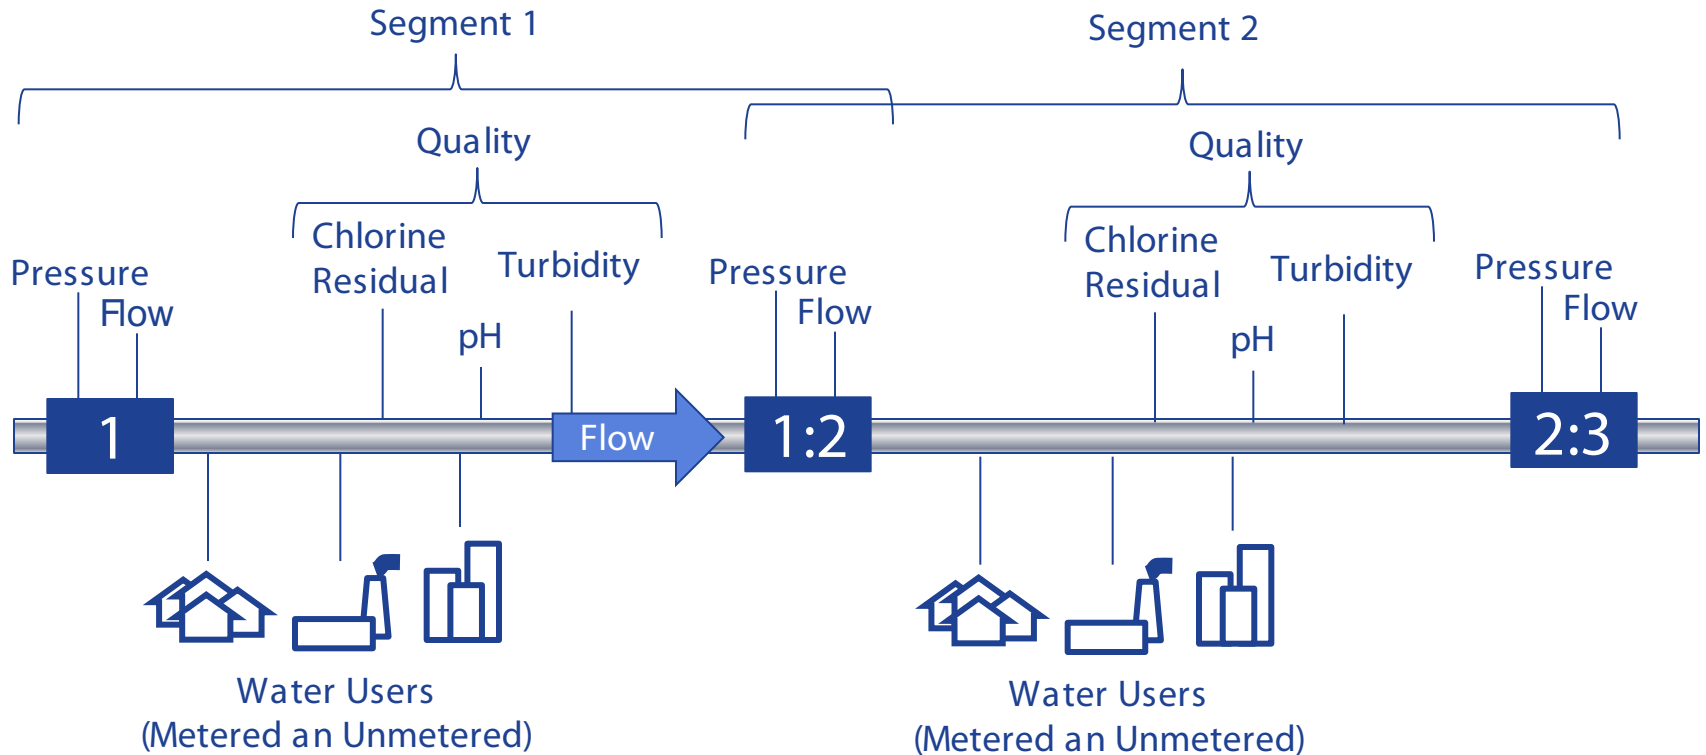 Segment 1
Segment 2
Quality
Quality
Chlorine
Residual
Turbidity
Pressure
Flow
pH
Pressure
Flow
Chlorine
Residual
Turbidity
pH
Pressure
Flow
1
Flow
1:2
2:3
Water Users
(Metered an Unmetered)
Water Users
(Metered an Unmetered)